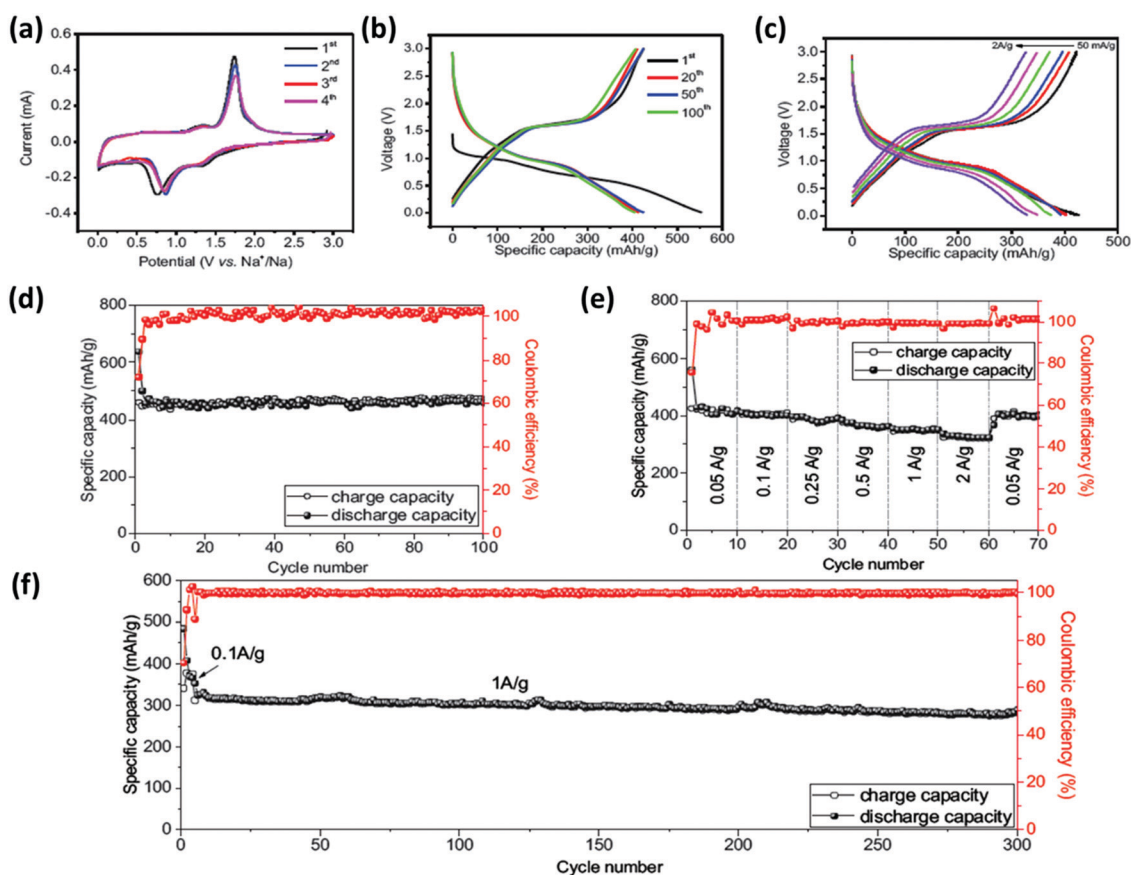 (a)
0.6
0.4
0.2
0.0
-0.2
-0.4
Current (mA)
0.0 0.5 1.0 1.5 2.0 2.5 3.0
Potential (V vs. Na+/Na)
1st
2nd
3rd
4th
(b)
3.0
2.5
2.0
1.5
1.0
0.5
0.0
Voltage (V)
0 100 200 300 400 500 600
Specific capacity (mAh/g)
1st
20th
50th
100th
(c)
3.0
2.5
2.0
1.5
1.0
0.5
0.0
Voltage (V)
0 100 200 300 400 500
Specific capacity (mAh/g)
2A/g 50 mA/g
(d)
800
700
600
500
400
300
200
100
0
Specific capacity (mAh/g)
0 20 40 60 80 100
Cycle number
100
80
60
40
20
0
Coulombic efficiency (%)
charge capacity
discharge capacity
(e)
800
600
400
200
0
Specific capacity (mAh/g)
0 10 20 30 40 50 60 70
Cycle number
100
80
60
40
20
0
Coulombic efficiency (%)
charge capacity
discharge capacity
0.05 A/g
0.1 A/g
0.25 A/g
0.5 A/g
1 A/g
2 A/g
0.05 A/g
(f)
600
500
400
300
200
100
0
Specific capacity (mAh/g)
0 50 100 150 200 250 300
Cycle number
100
80
60
40
20
0
Coulombic efficiency (%)
0.1A/g
1A/g
charge capacity
discharge capacity